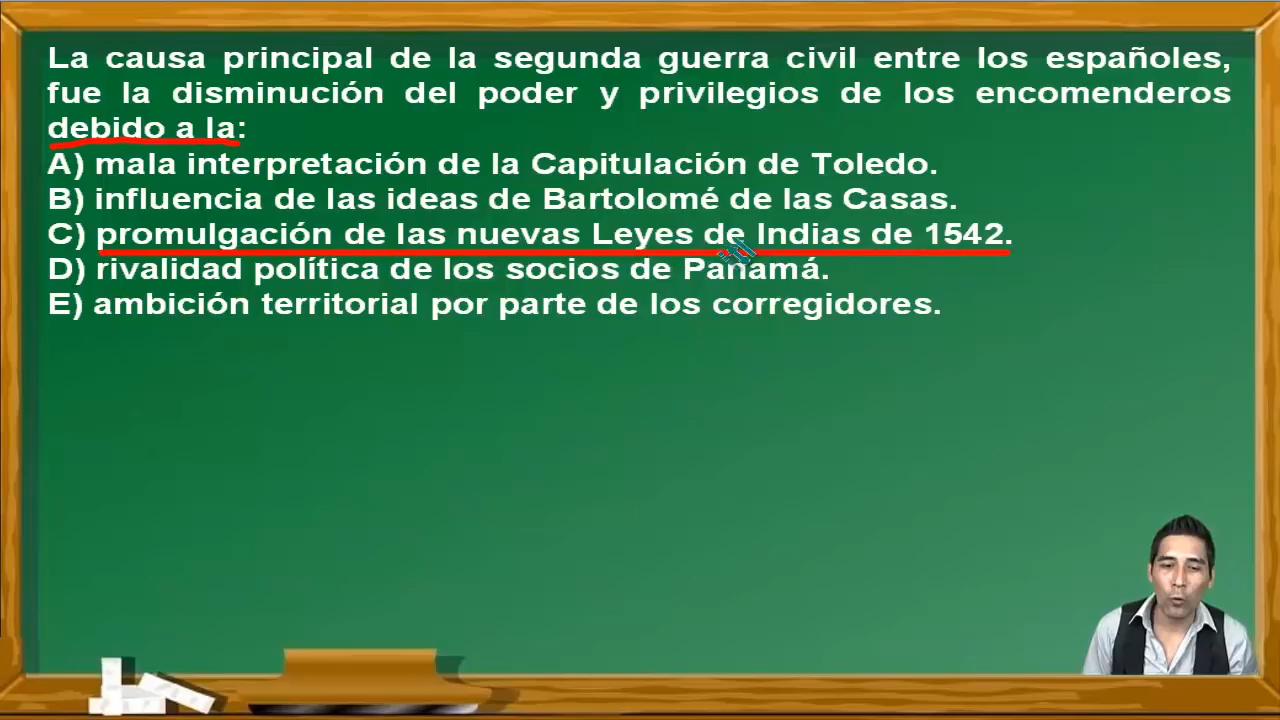 La causa principal de la segunda guerra civil entre los españoles,
fue la disminución del poder y privilegios de los encomenderos
debido a la:
A) mala interpretación de la Capitulación de Toledo.
B) influencia de las ideas de Bartolomé de las Casas.
C) promulgación de las nuevas Leyes de Indias de 1542.
D) rivalidad política de los socios de Panamá.
E) ambición territorial por parte de los corregidores.